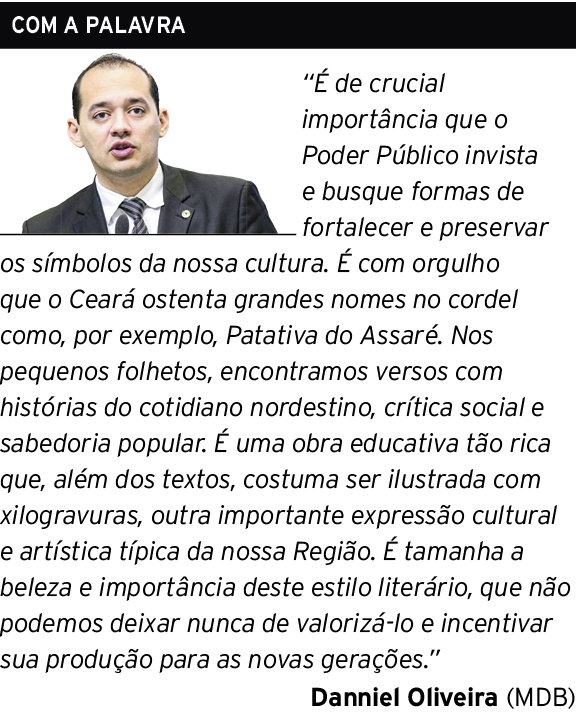 COM A PALAVRA
“É de crucial
importância que o
Poder Público invista
e busque formas de
fortalecer e preservar
os símbolos da nossa cultura. É com orgulho
que o Ceará ostenta grandes nomes no cordel
como, por exemplo, Patativa do Assaré. Nos
pequenos folhetos, encontramos versos com
histórias do cotidiano nordestino, crítica social e
sabedoria popular. É uma obra educativa tão rica
que, além dos textos, costuma ser ilustrada com
xilogravuras, outra importante expressão cultural
e artística típica da nossa Região. É tamanha a
beleza e importância deste estilo literário, que não
podemos deixar nunca de valorizá-lo e incentivar
sua produção para as novas gerações.”
Danniel Oliveira (MDB)